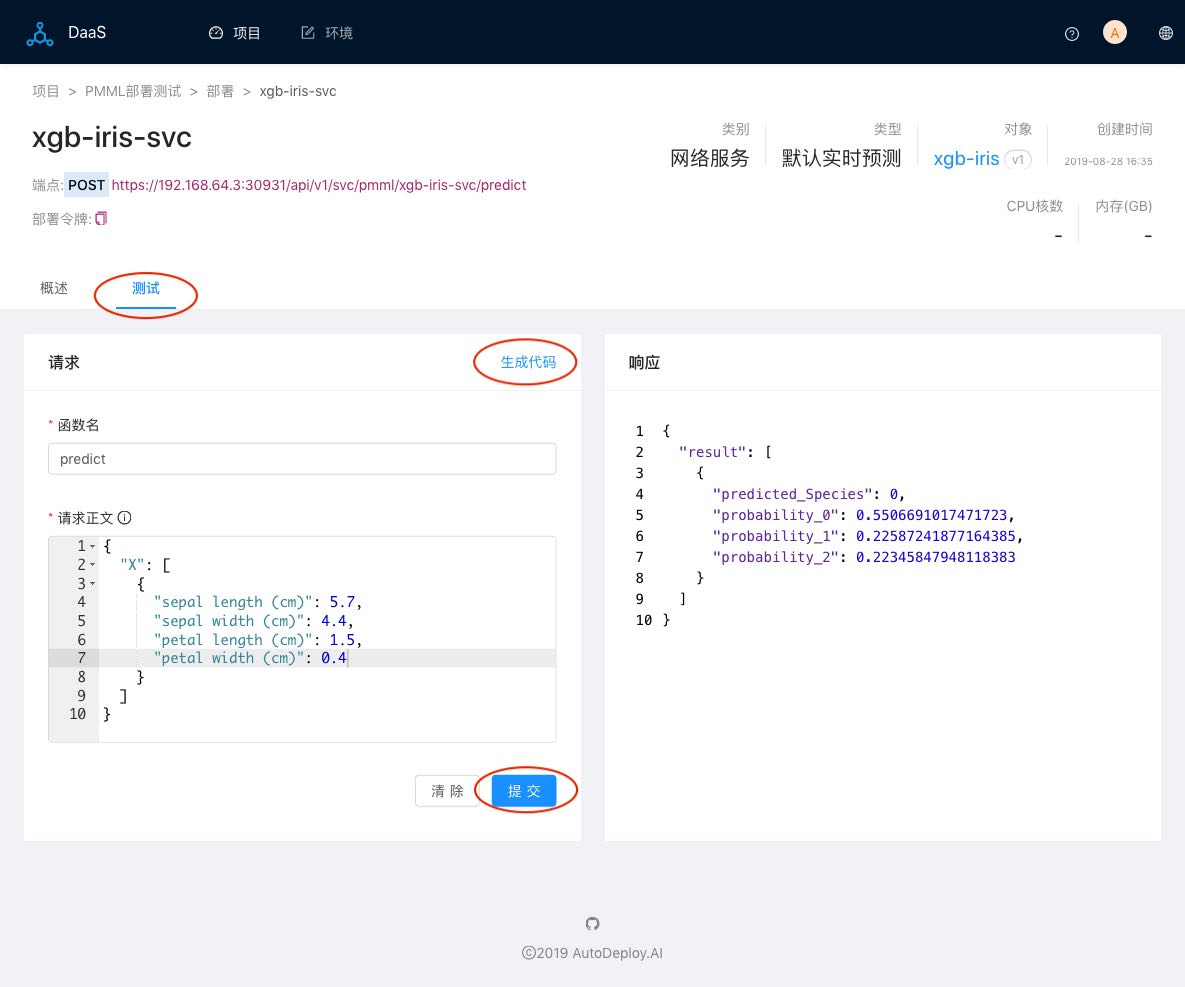 DaaS 项目 环境 A
项目 > PMML部署测试 > 部署 > xgb-iris-svc
xgb-iris-svc
端点: POST https://192.168.64.3:30931/api/v1/svc/pmml/xgb-iris-svc/predict
部署令牌:
类别 类型 对象 创建时间
网络服务 默认实时预测 xgb-iris v1 2019-08-28 16:35
CPU核数 内存(GB)
- -
概述 测试
请求 生成代码
* 函数名
predict
* 请求正文
1 {
2 "X": [
3 {
4 "sepal length (cm)": 5.7,
5 "sepal width (cm)": 4.4,
6 "petal length (cm)": 1.5,
7 "petal width (cm)": 0.4
8 }
9 ]
10 }
清 除 提 交
响应
1 {
2 "result": [
3 {
4 "predicted_Species": 0,
5 "probability_0": 0.5506691017471723,
6 "probability_1": 0.22587241877164385,
7 "probability_2": 0.22345847948118383
8 }
9 ]
10 }
©2019 AutoDeploy.AI